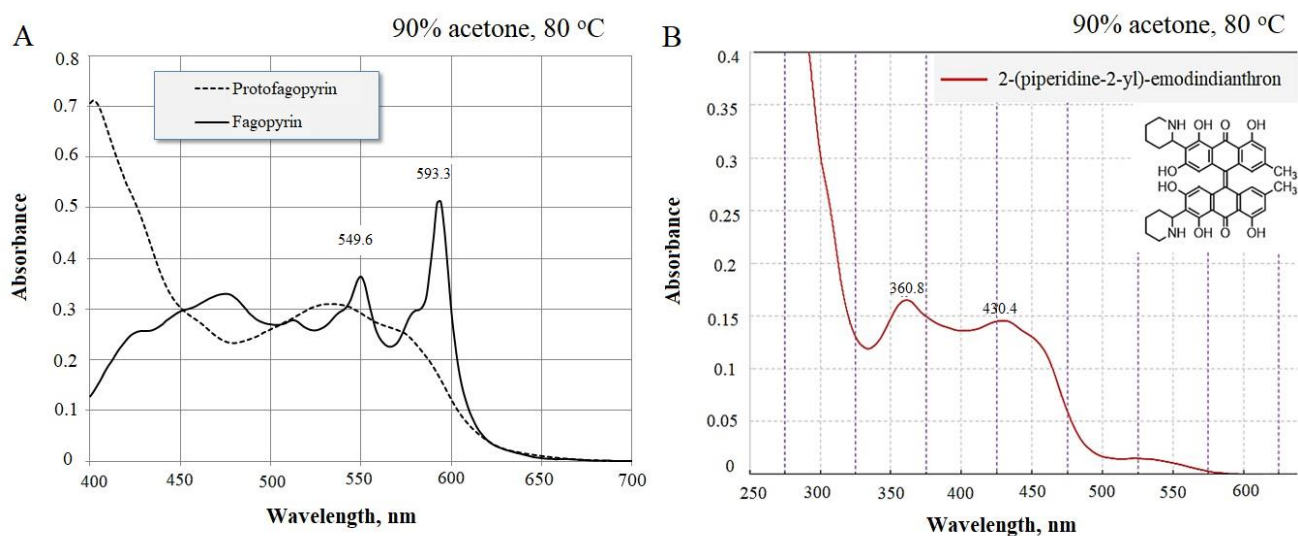 A
90% acetone, 80 °C
0.8
0.7
0.6
0.5
0.4
0.3
0.2
0.1
0
Absorbance
Protofagopyrin
Fagopyrin
549.6
593.3
400 450 500 550 600 650 700
Wavelength, nm
B
90% acetone, 80 °C
0.4
0.35
0.3
0.25
0.2
0.15
0.1
0.05
0
Absorbance
2-(piperidine-2-yl)-emodindianthron
NH OH O OH
HO CH₃
HO CH₃
NH OH O OH
360.8
430.4
250 300 350 400 450 500 550 600
Wavelength, nm